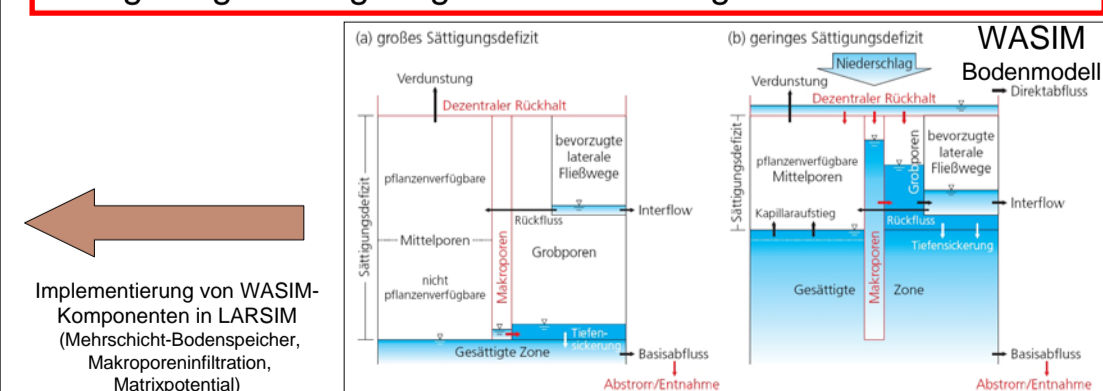 (a) großes Sättigungsdefizit
Verdunstung
Dezentraler Rückhalt
bevorzugte
laterale
Fließwege
pflanzenverfügbare
Rückfluss
Interflow
Sättigungsdefizit
Mittelporen
Makroporen
Grobporen
nicht
pflanzenverfügbare
Tiefen-
sickerung
Gesättigte Zone
Basisabfluss
Abstrom/Entnahme
(b) geringes Sättigungsdefizit
WASIM
Bodenmodell
Niederschlag
Verdunstung
Direktabfluss
Dezentraler Rückhalt
Sättigungsdefizit
bevorzugte
laterale
Fließwege
Grobporen
pflanzenverfügbare
Mittelporen
Interflow
Kapillaraufstieg
Rückfluss
Tiefensickerung
Gesättigte
Makroporen
Zone
Basisabfluss
Abstrom/Entnahme
Implementierung von WASIM-
Komponenten in LARSIM
(Mehrschicht-Bodenspeicher,
Makroporeninfiltration,
Matrixpotential)